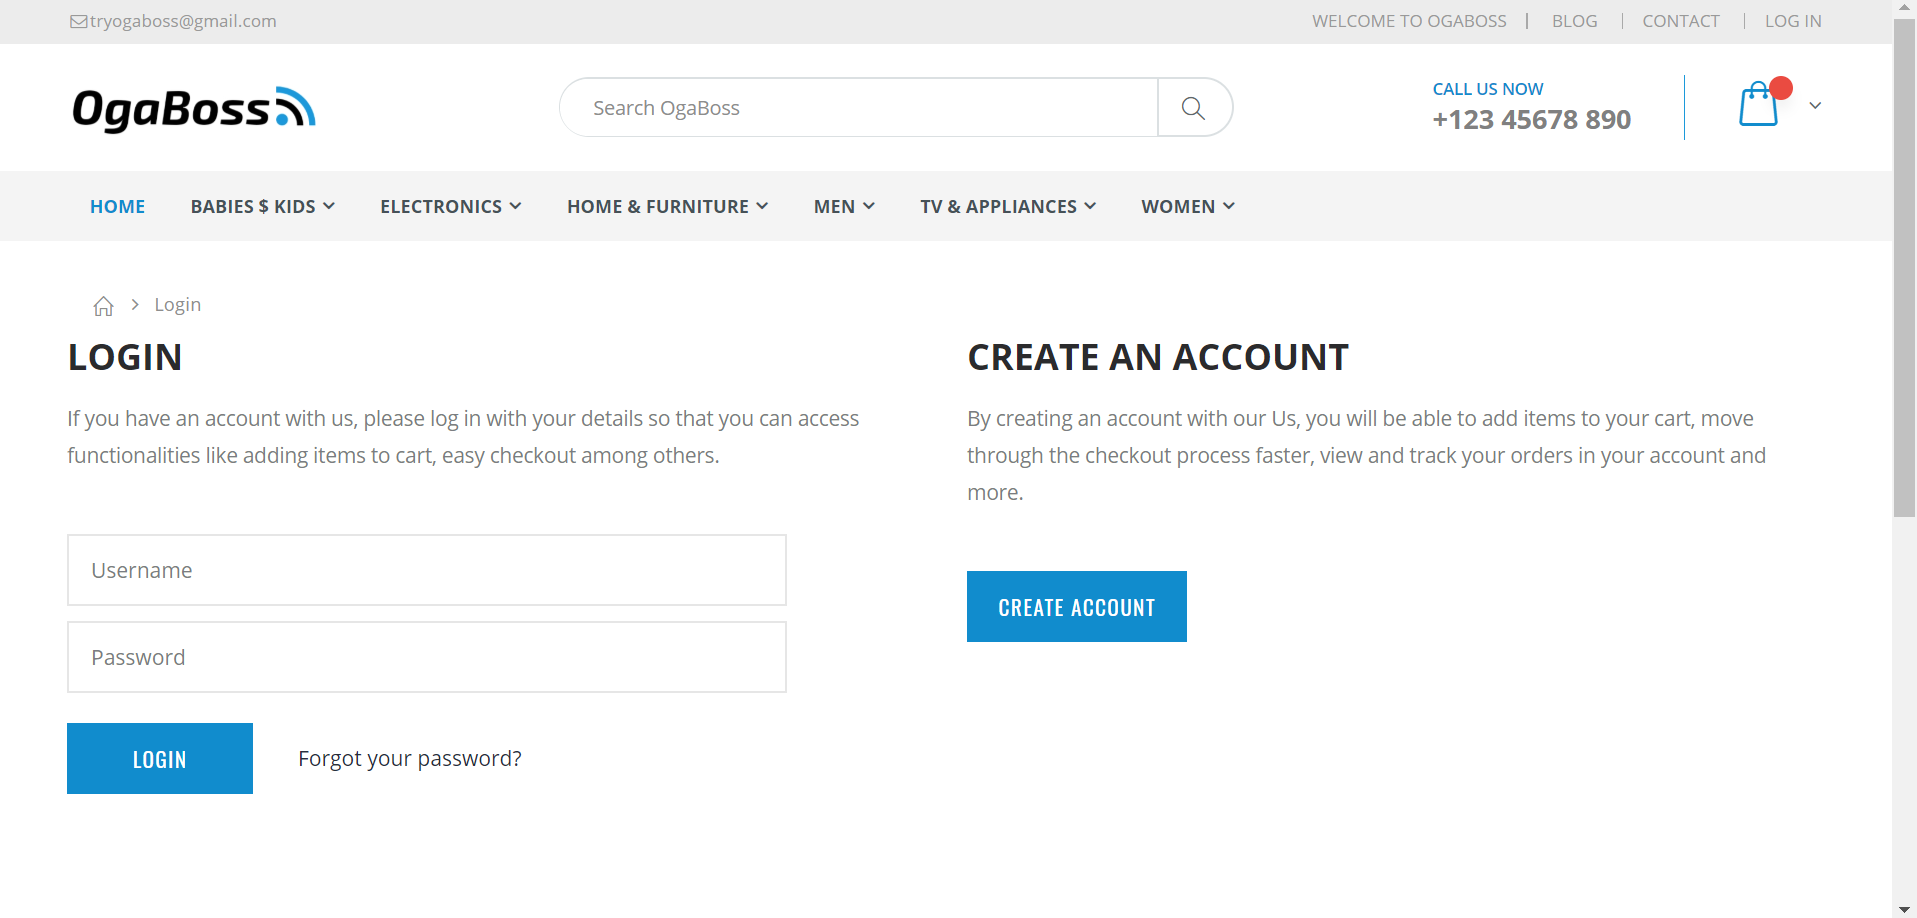 tryogaboss@gmail.com
WELCOME TO OGABOSS | BLOG | CONTACT | LOG IN
OgaBoss
Search OgaBoss
CALL US NOW
+123 45678 890
HOME BABIES $ KIDS ELECTRONICS HOME & FURNITURE MEN TV & APPLIANCES WOMEN
Login
LOGIN
If you have an account with us, please log in with your details so that you can access
functionalities like adding items to cart, easy checkout among others.
Username
Password
LOGIN
Forgot your password?
CREATE AN ACCOUNT
By creating an account with our Us, you will be able to add items to your cart, move
through the checkout process faster, view and track your orders in your account and
more.
CREATE ACCOUNT